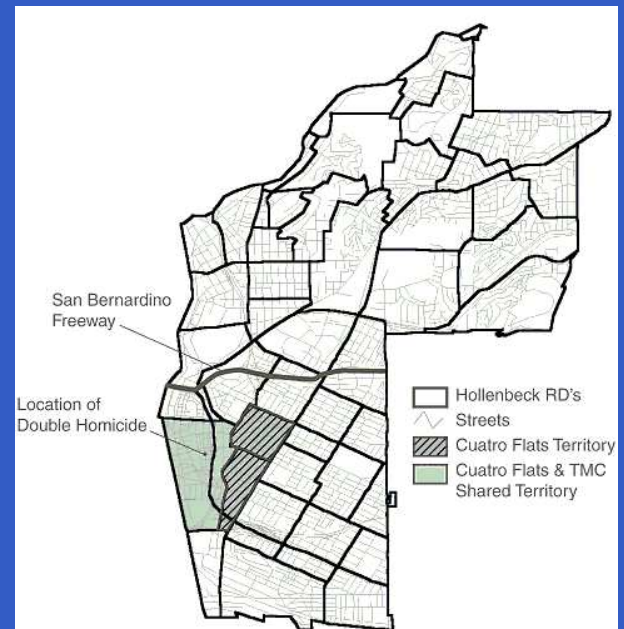 San Bernardino
Freeway
Location of
Double Homicide
Hollenbeck RD's
Streets
Cuatro Flats Territory
Cuatro Flats & TMC
Shared Territory